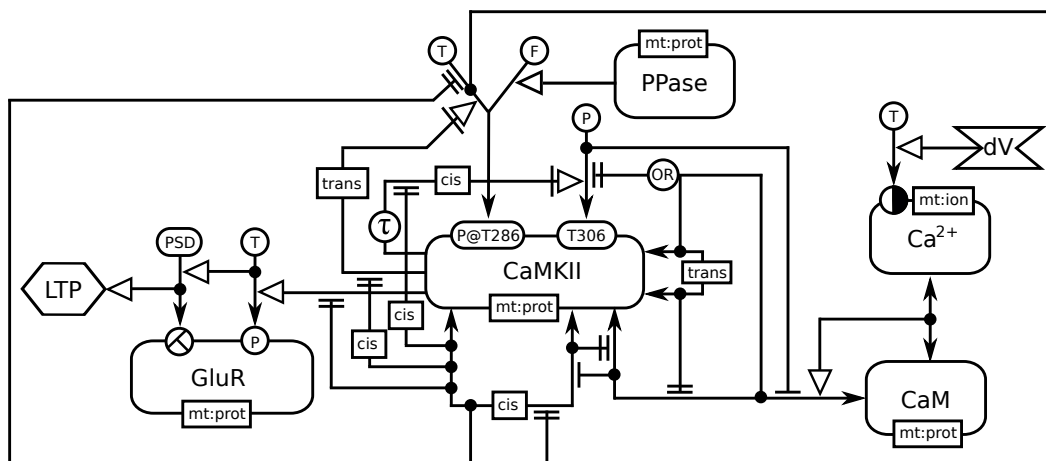 T
F
mt:prot
PPase
P
T
dV
trans
cis
OR
τ
mt:ion
Ca2+
P@T286
T306
PSD
T
CaMKII
trans
LTP
mt:prot
cis
cis
P
GluR
CaM
cis
mt:prot
mt:prot